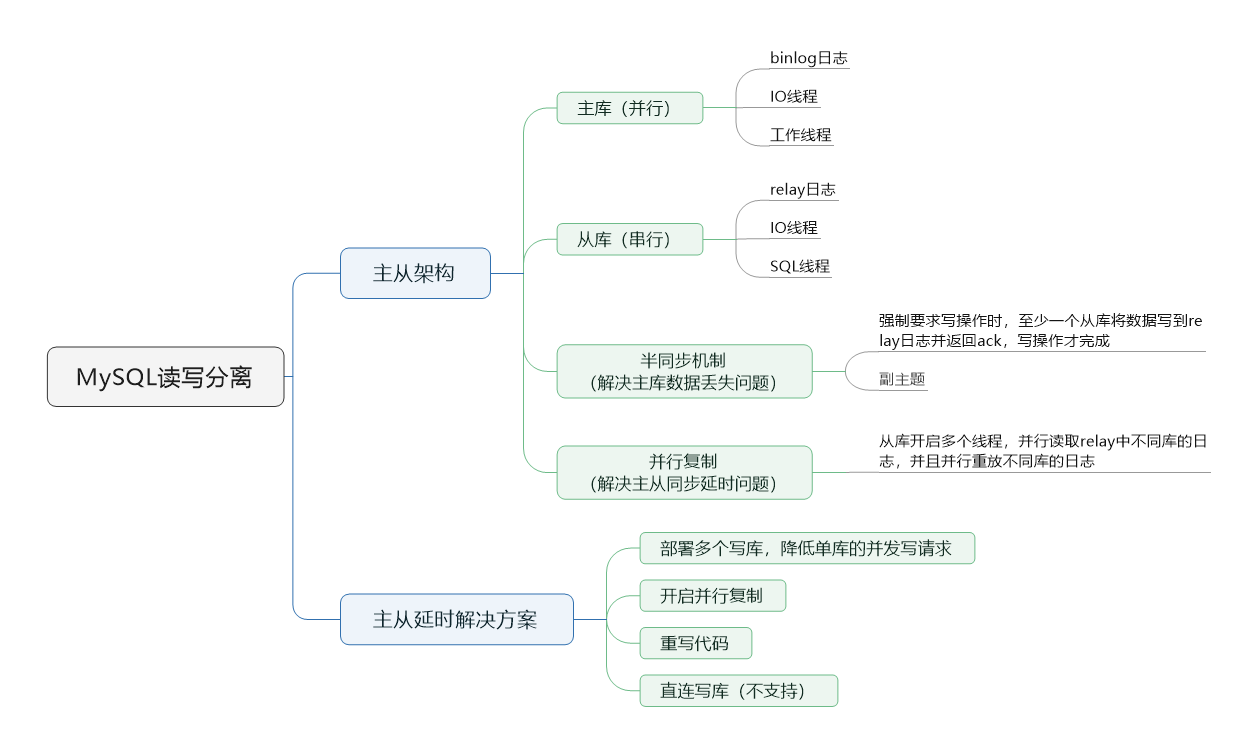 MySQL读写分离
主从架构
主库（并行）
binlog日志
IO线程
工作线程
从库（串行）
relay日志
IO线程
SQL线程
半同步机制
（解决主库数据丢失问题）
强制要求写操作时，至少一个从库将数据写到re
lay日志并返回ack，写操作才完成
副主题
并行复制
（解决主从同步延时问题）
从库开启多个线程，并行读取relay中不同库的日
志，并且并行重放不同库的日志
主从延时解决方案
部署多个写库，降低单库的并发写请求
开启并行复制
重写代码
直连写库（不支持）